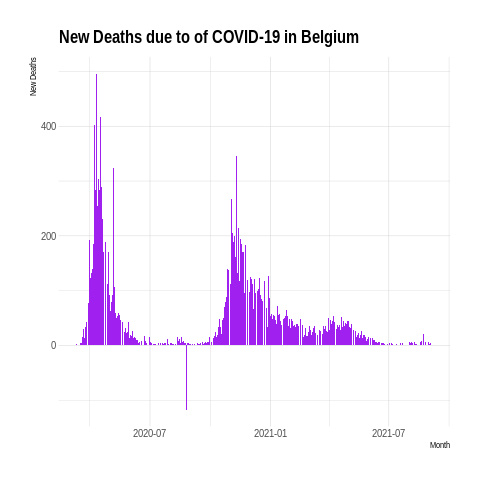 New Deaths due to of COVID-19 in Belgium
New Deaths
400
200
0
2020-07
2021-01
2021-07
Month